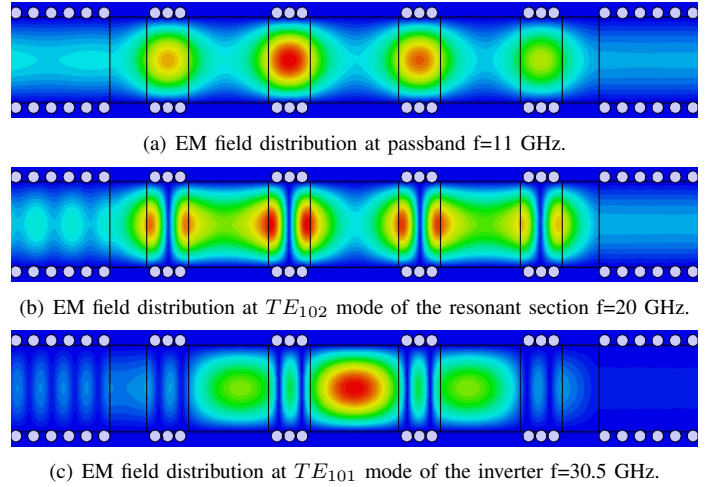 (a) EM field distribution at passband f=11 GHz.
(b) EM field distribution at TE102 mode of the resonant section f=20 GHz.
(c) EM field distribution at TE101 mode of the inverter f=30.5 GHz.